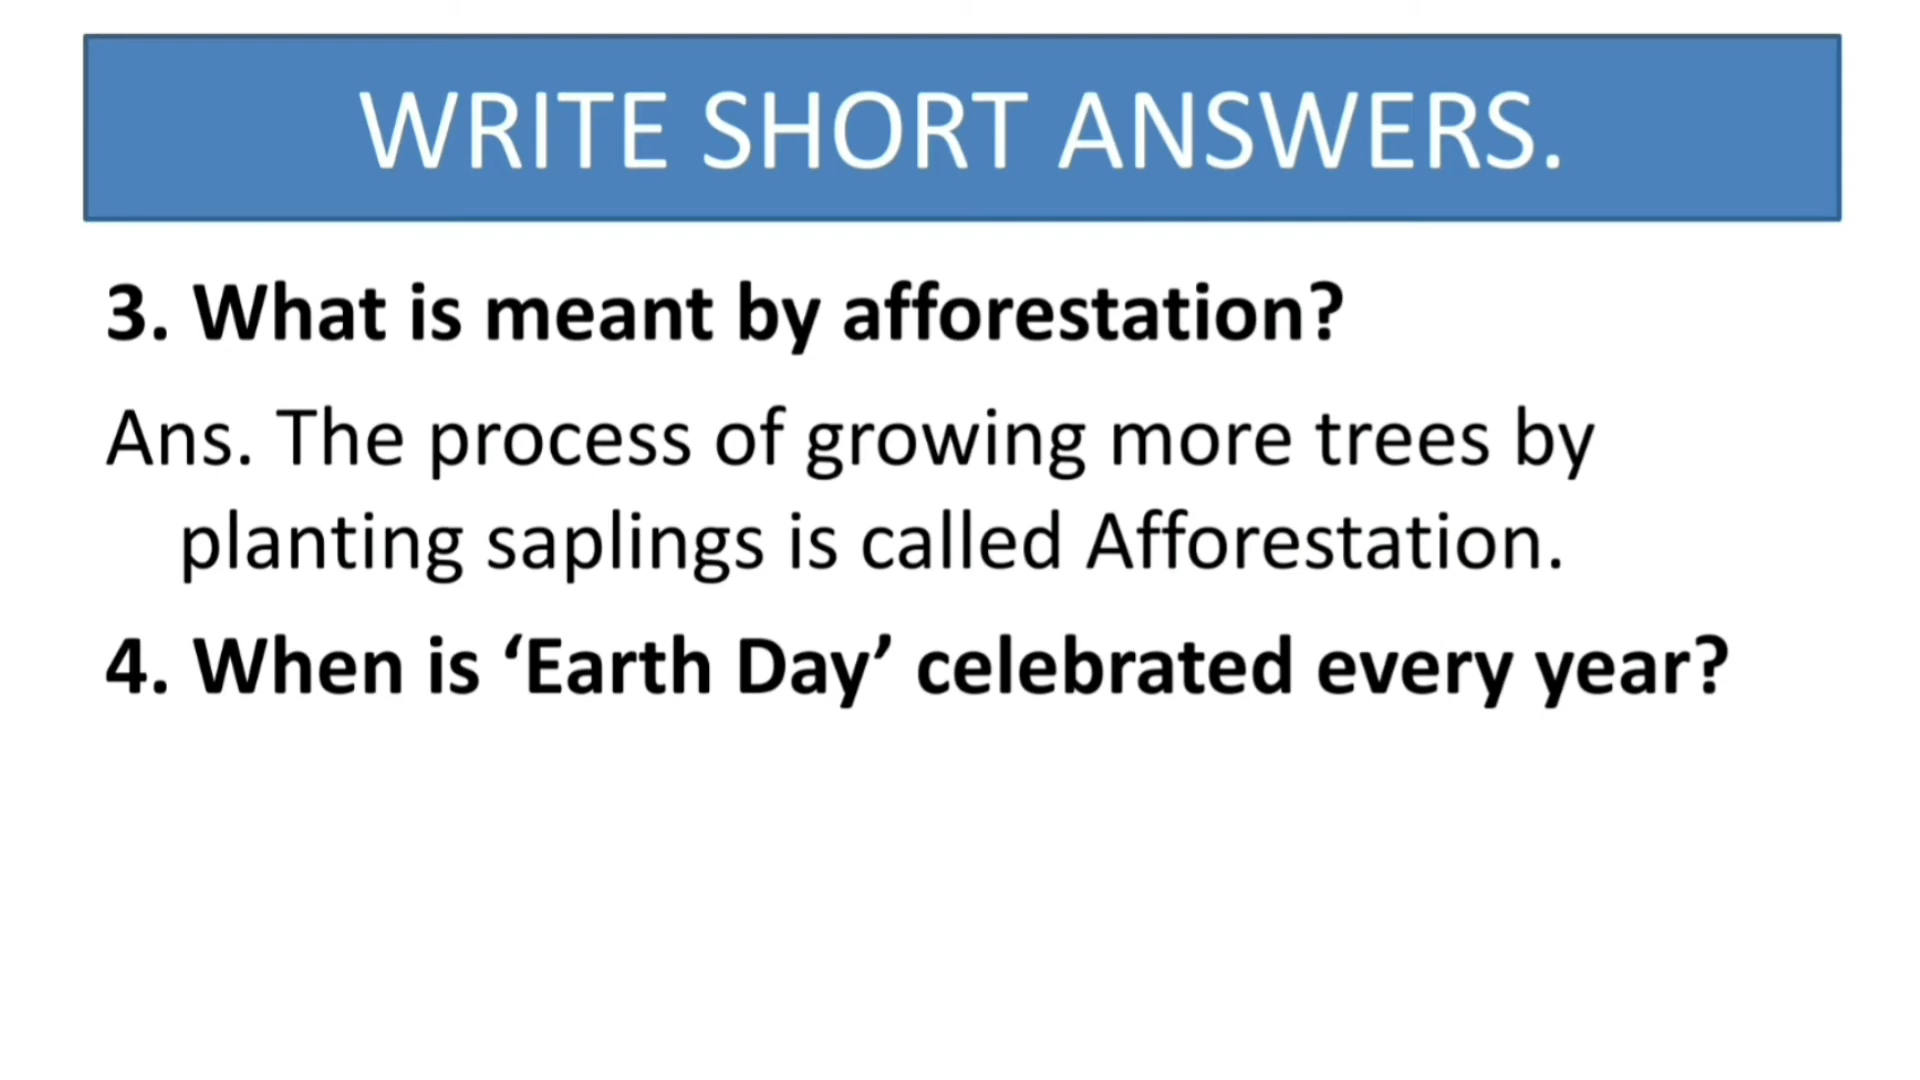 WRITE SHORT ANSWERS.
3. What is meant by afforestation?
Ans. The process of growing more trees by
planting saplings is called Afforestation.
4. When is ‘Earth Day’ celebrated every year?